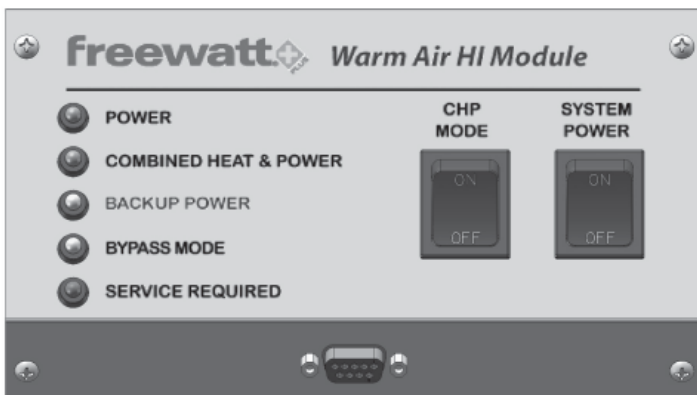 freewatt. Warm Air HI Module
POWER
COMBINED HEAT & POWER
BACKUP POWER
BYPASS MODE
SERVICE REQUIRED
CHP
MODE
SYSTEM
POWER
ON
OFF
ON
OFF